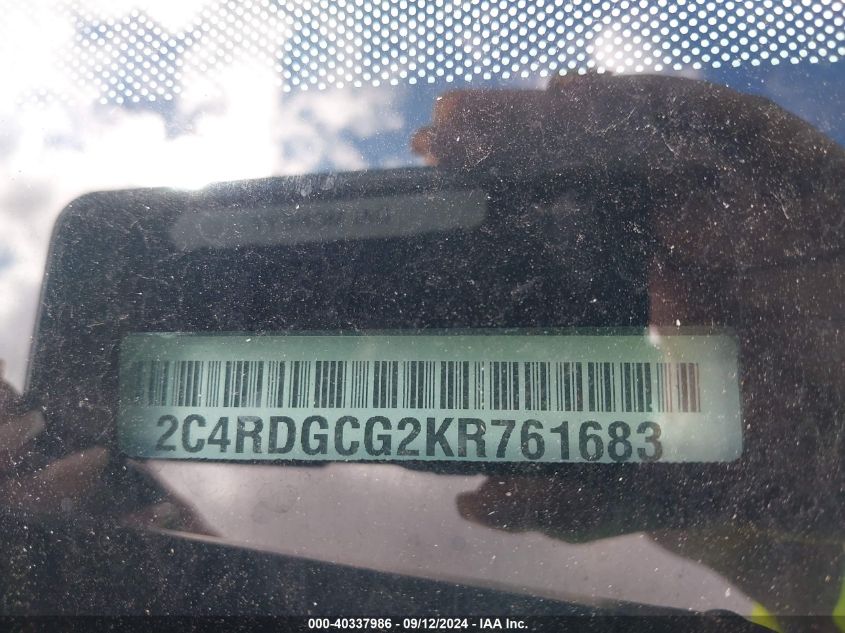 2C4RDGCG2KR761683
000-40337986 - 09/12/2024 - IAA Inc.